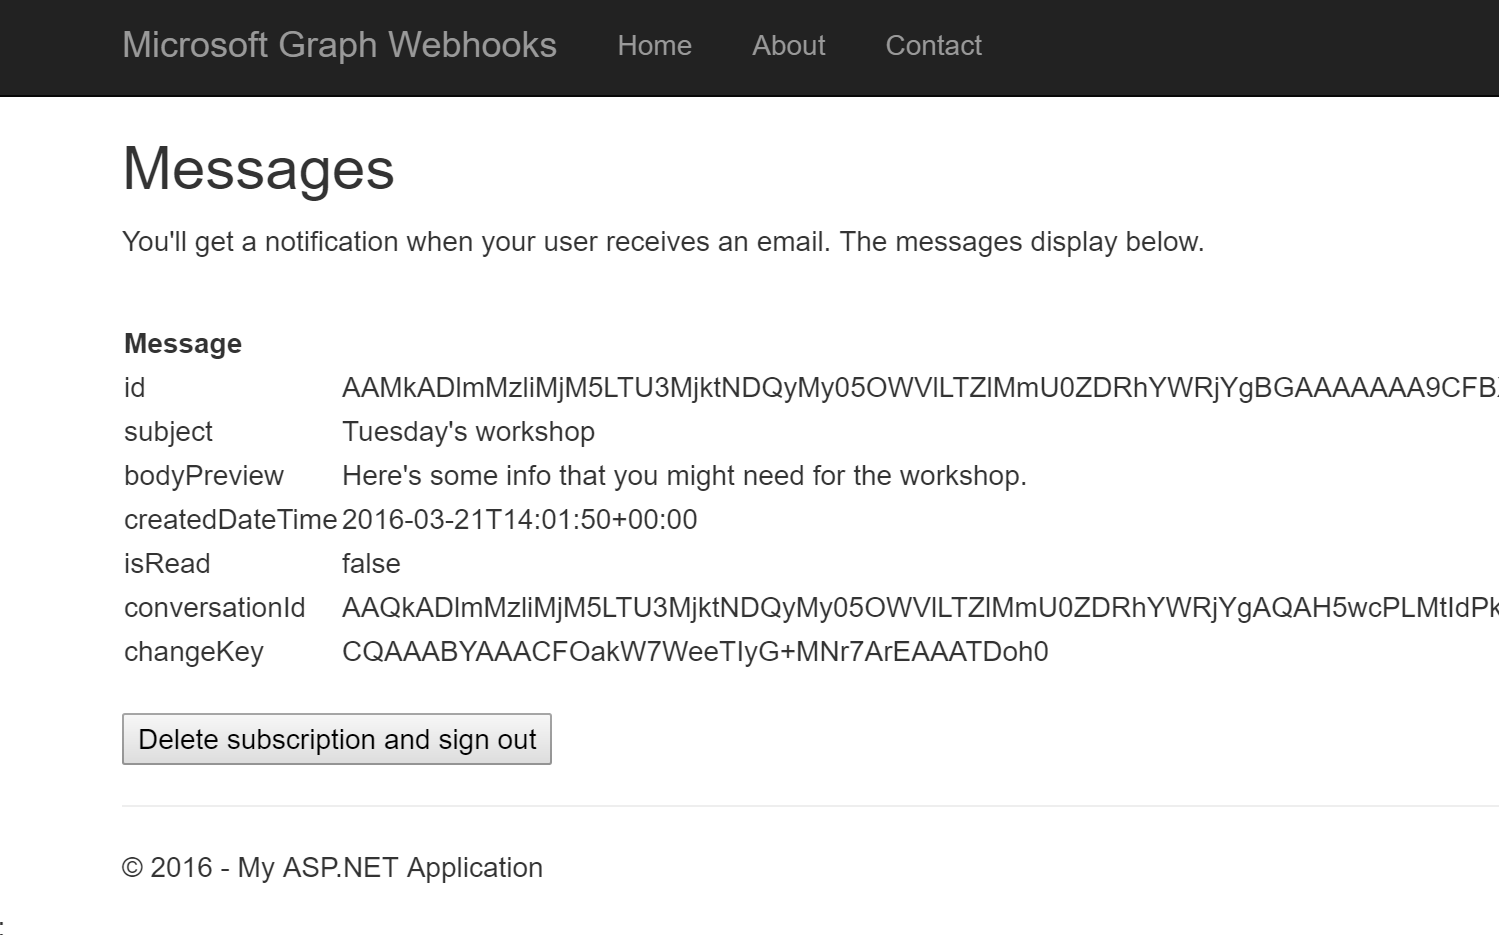 Microsoft Graph Webhooks Home About Contact
Messages
You'll get a notification when your user receives an email. The messages display below.
Message
id AAMkADlmMzliMjM5LTU3MjktNDQyMy05OWVlLTZlMmU0ZDRhYWRjYgBGAAAAAAA9CFB
subject Tuesday's workshop
bodyPreview Here's some info that you might need for the workshop.
createdDateTime 2016-03-21T14:01:50+00:00
isRead false
conversationId AAQkADlmMzliMjM5LTU3MjktNDQyMy05OWVlLTZlMmU0ZDRhYWRjYgAQAH5wcPLMtIdPk
changeKey CQAAABYAAACFOakW7WeeTIyG+MNr7ArEAAATDoh0
Delete subscription and sign out
© 2016 - My ASP.NET Application